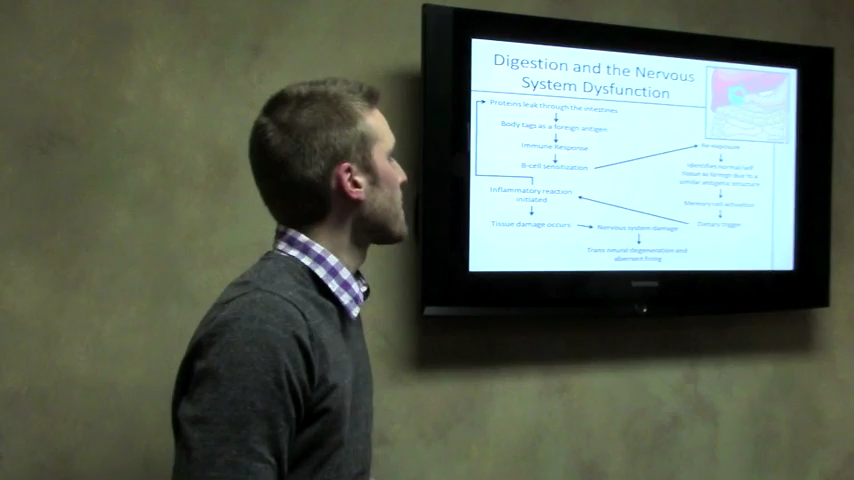 Digestion and the Nervous
System Dysfunction
Proteins leak through the intestines
Body tags as a foreign antigen
Immune Response
B-cell sensitization
Inflammatory reaction
initiated
Tissue damage occurs
Nervous system damage
Trans neural degeneration and
aberrant firing
Re-exposure
Identifies normal self
tissue as foreign due to a
similar antigenic structure
Memory cell activation
Dietary trigger
SAMSUNG